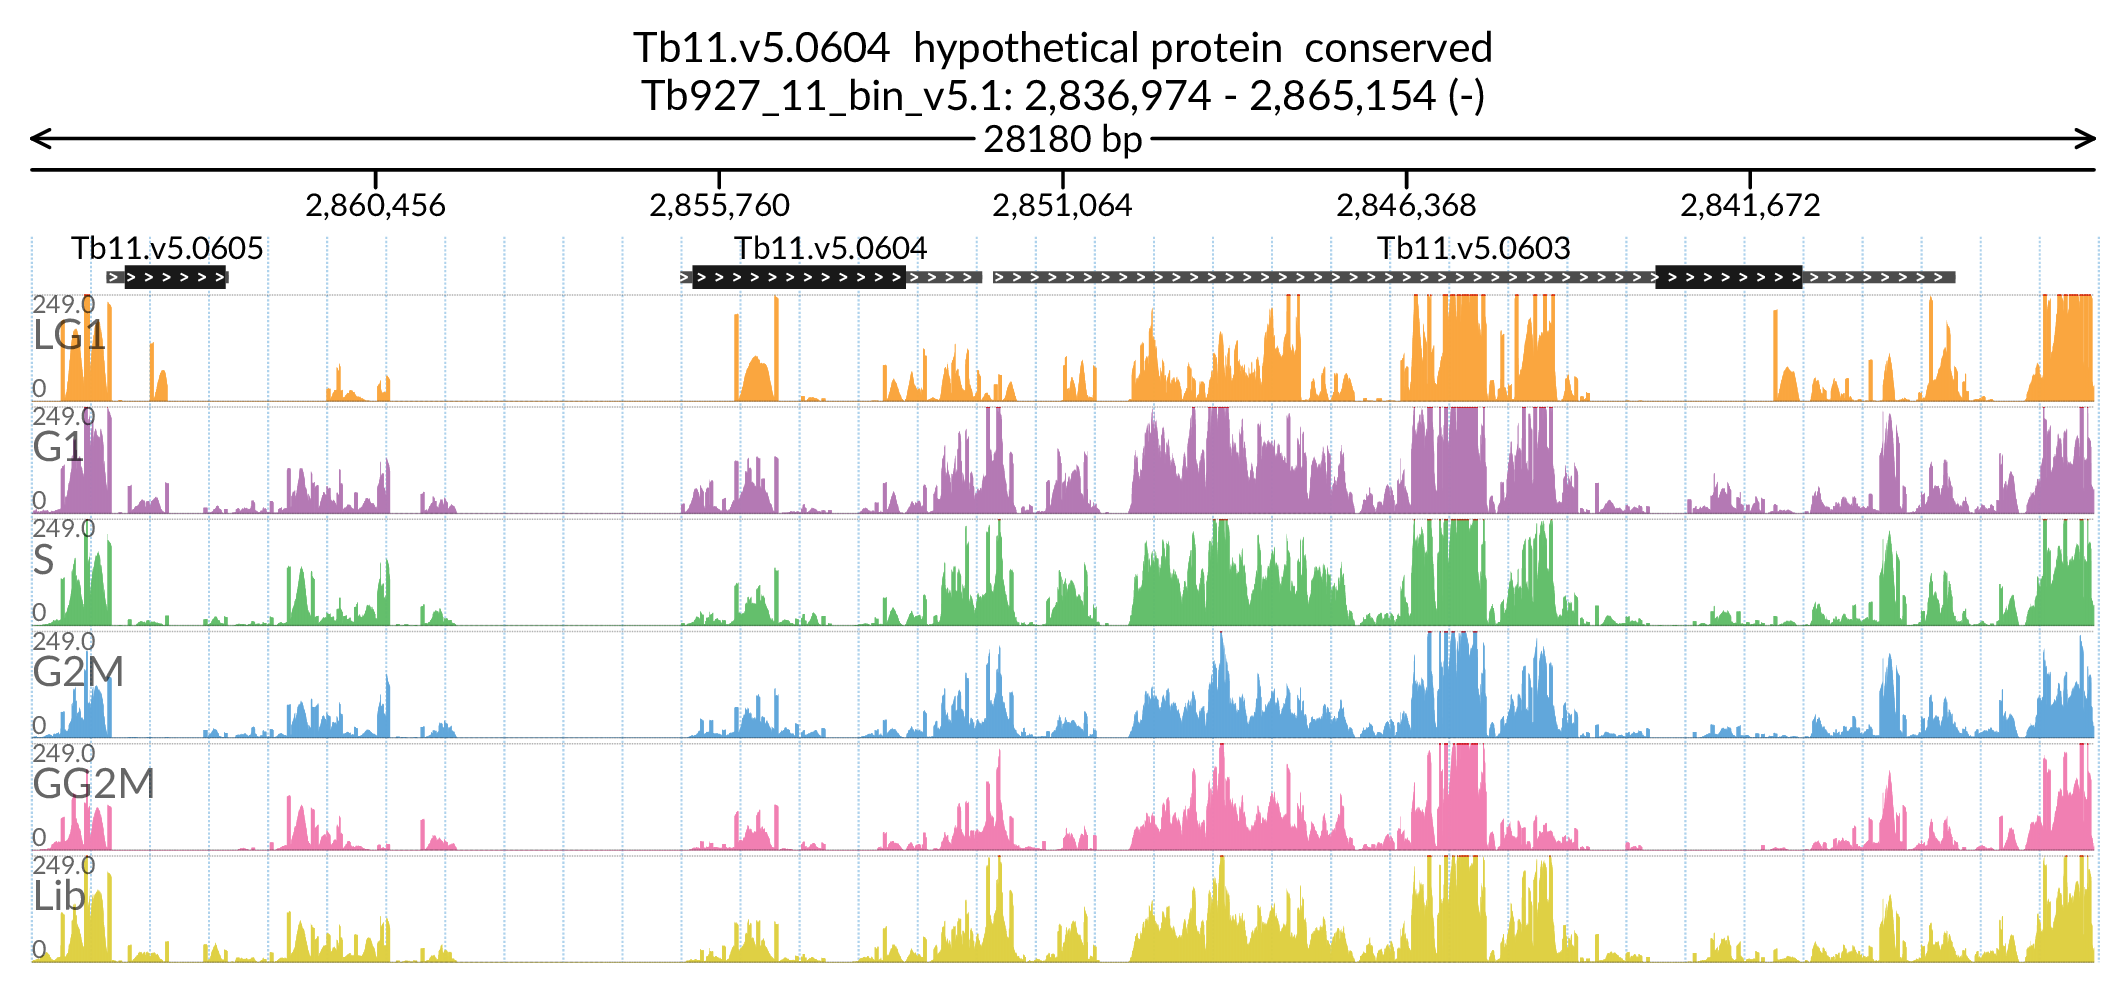 Tb11.v5.0604  hypothetical protein  conserved
Tb927_11_bin_v5.1: 2,836,974 - 2,865,154 (-)
28180 bp
2,860,456 2,855,760 2,851,064 2,846,368 2,841,672
Tb11.v5.0605 Tb11.v5.0604 Tb11.v5.0603
249.0
LG1
0
249.0
G1
0
249.0
S
0
249.0
G2M
0
249.0
GG2M
0
249.0
Lib
0